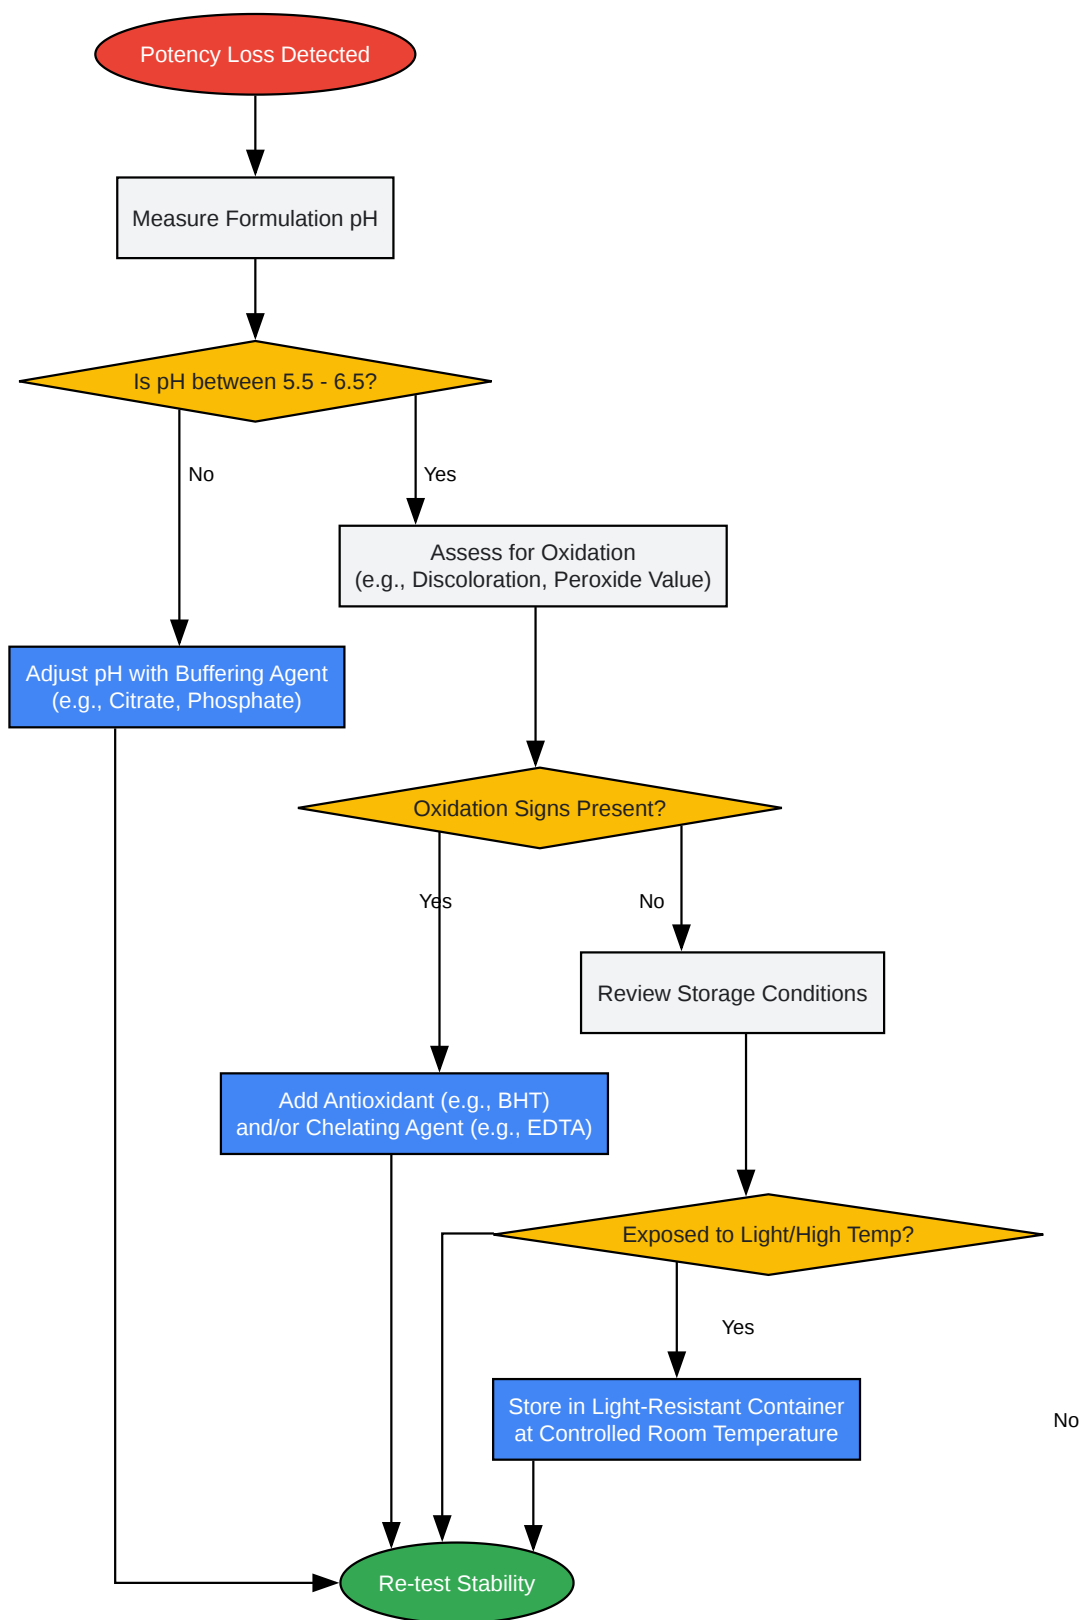 Potency Loss Detected
Measure Formulation pH
Is pH between 5.5 - 6.5?
No
Yes
Assess for Oxidation
(e.g., Discoloration, Peroxide Value)
Adjust pH with Buffering Agent
(e.g., Citrate, Phosphate)
Oxidation Signs Present?
Yes
No
Review Storage Conditions
Add Antioxidant (e.g., BHT)
and/or Chelating Agent (e.g., EDTA)
Exposed to Light/High Temp?
Yes
Store in Light-Resistant Container
at Controlled Room Temperature
No
Re-test Stability